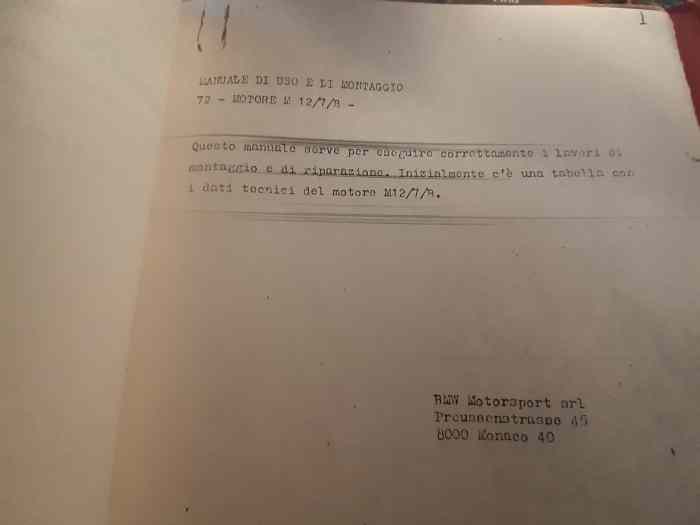 1
MANUALE DI USO E DI MONTAGGIO
72 - MOTORE M 12/7/8 -
Questo manuale serve per eseguire correttamente i lavori di
montaggio e di riparazione. Inizialmente c'è una tabella con
i dati tecnici del motore M12/7/8.
BMW Motorsport srl
Preussenstrasse 45
8000 Monaco 40